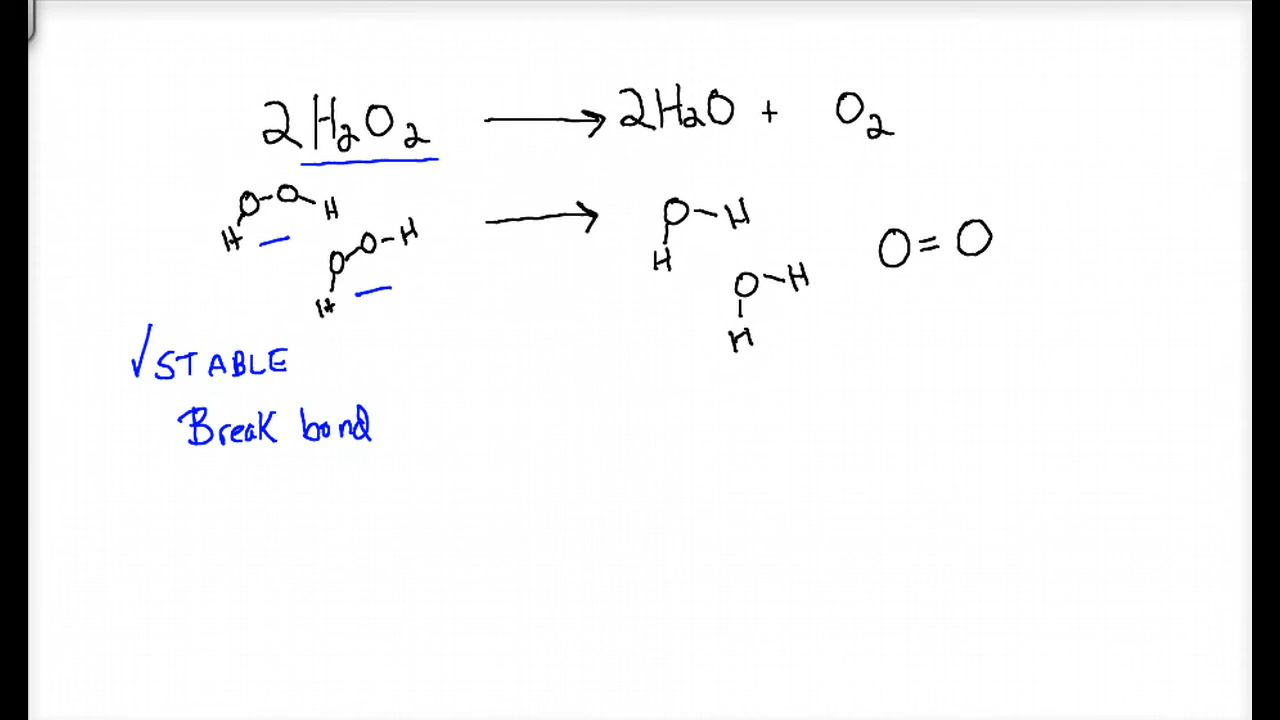 2H₂O₂ → 2H₂O + O₂
O-O H H → O-H H O=O
O-O-H H O-H H
√STABLE
Break bond